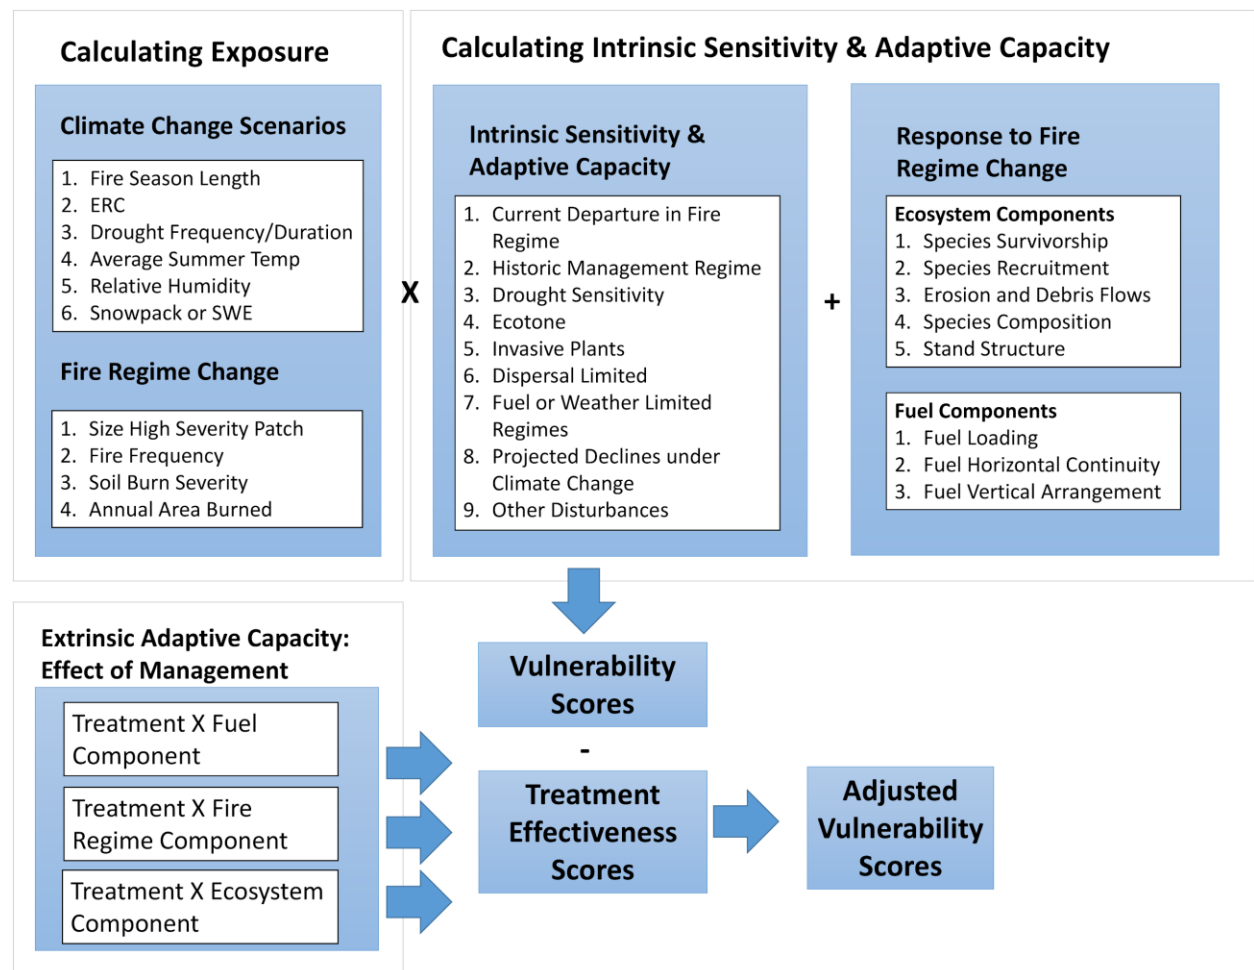 Calculating Exposure
Climate Change Scenarios
1. Fire Season Length
2. ERC
3. Drought Frequency/Duration
4. Average Summer Temp
5. Relative Humidity
6. Snowpack or SWE
Fire Regime Change
1. Size High Severity Patch
2. Fire Frequency
3. Soil Burn Severity
4. Annual Area Burned
X
Calculating Intrinsic Sensitivity & Adaptive Capacity
Intrinsic Sensitivity &
Adaptive Capacity
1. Current Departure in Fire
Regime
2. Historic Management Regime
3. Drought Sensitivity
4. Ecotone
5. Invasive Plants
6. Dispersal Limited
7. Fuel or Weather Limited
Regimes
8. Projected Declines under
Climate Change
9. Other Disturbances
+
Response to Fire
Regime Change
Ecosystem Components
1. Species Survivorship
2. Species Recruitment
3. Erosion and Debris Flows
4. Species Composition
5. Stand Structure
Fuel Components
1. Fuel Loading
2. Fuel Horizontal Continuity
3. Fuel Vertical Arrangement
Extrinsic Adaptive Capacity:
Effect of Management
Treatment X Fuel
Component
Treatment X Fire
Regime Component
Treatment X Ecosystem
Component
Vulnerability
Scores
-
Treatment
Effectiveness
Scores
Adjusted
Vulnerability
Scores